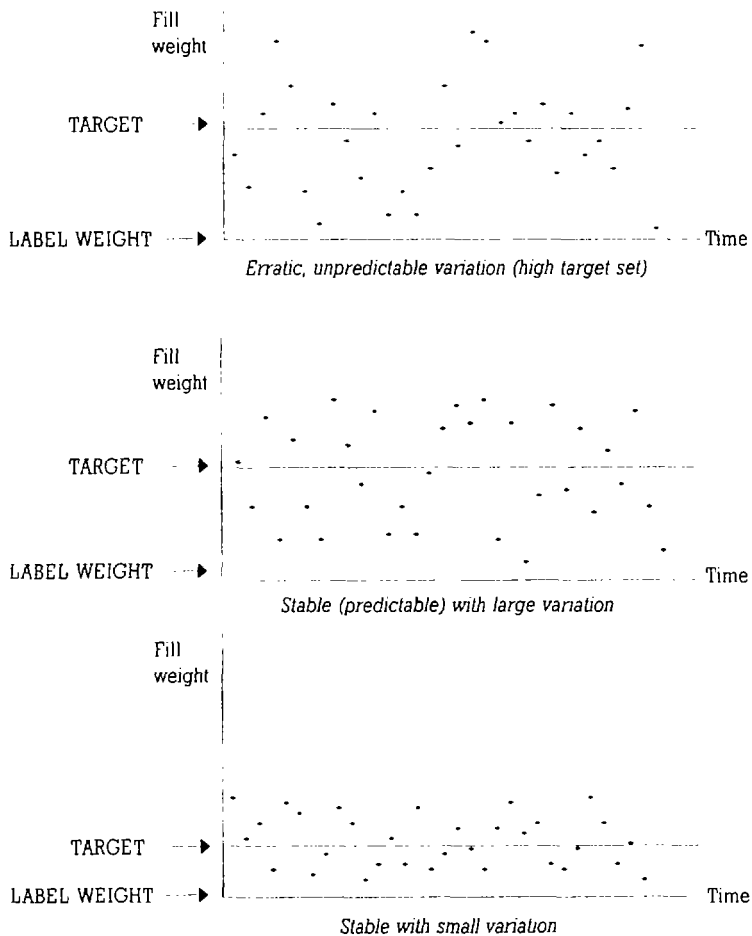 Fill
weight
TARGET
LABEL WEIGHT
Time
Erratic, unpredictable variation (high target set)
Fill
weight
TARGET
LABEL WEIGHT
Time
Stable (predictable) with large variation
Fill
weight
TARGET
LABEL WEIGHT
Time
Stable with small variation